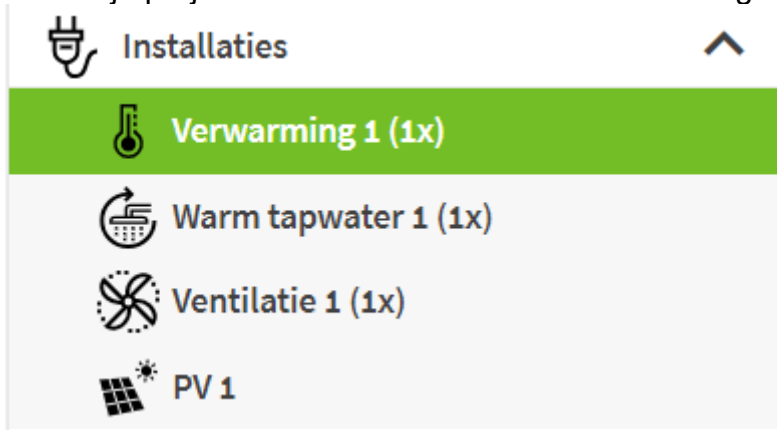 Installaties
Verwarming 1 (1x)
Warm tapwater 1 (1x)
Ventilatie 1 (1x)
PV 1